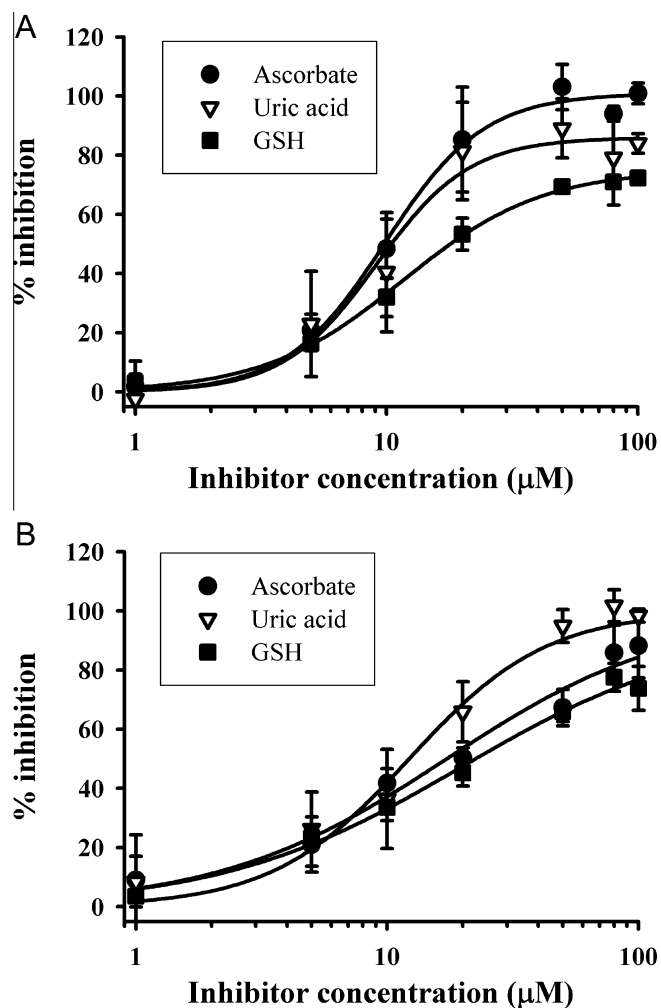 A
120
100
80
60
40
20
0
% inhibition
Ascorbate
Uric acid
GSH
1 10 100
Inhibitor concentration (μM)
B
120
100
80
60
40
20
0
% inhibition
Ascorbate
Uric acid
GSH
1 10 100
Inhibitor concentration (μM)